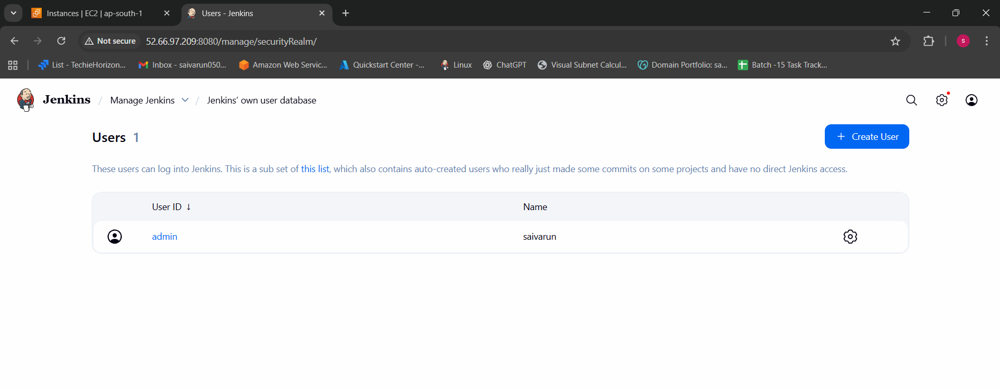 Instances | EC2 | ap-south-1
Users - Jenkins
Not secure
52.66.97.209:8080/manage/securityRealm/
s
List - TechieHorizon...
Inbox - saivarun050...
Amazon Web Servic...
Quickstart Center -...
Linux
ChatGPT
Visual Subnet Calcul...
Domain Portfolio: sa...
Batch -15 Task Track...
Jenkins / Manage Jenkins / Jenkins’ own user database
Users 1
+ Create User
These users can log into Jenkins. This is a sub set of this list, which also contains auto-created users who really just made some commits on some projects and have no direct Jenkins access.
User ID ↓ Name
admin saivarun